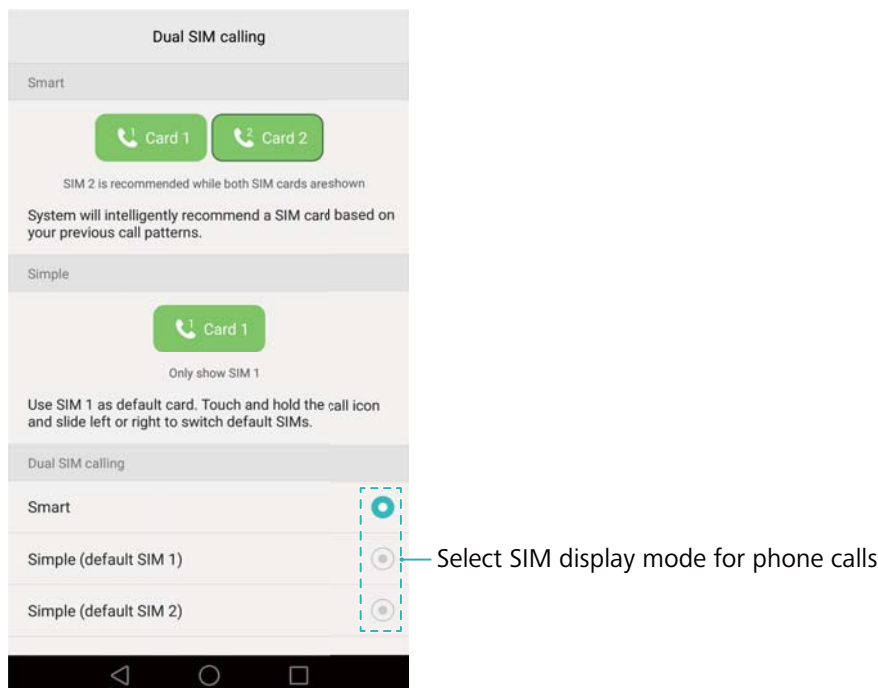 Dual SIM calling
Smart
1 Card 1 2 Card 2
SIM 2 is recommended while both SIM cards areshown
System will intelligently recommend a SIM card based on
your previous call patterns.
Simple
1 Card 1
Only show SIM 1
Use SIM 1 as default card. Touch and hold the call icon
and slide left or right to switch default SIMs.
Dual SIM calling
Smart
Simple (default SIM 1)
Select SIM display mode for phone calls
Simple (default SIM 2)